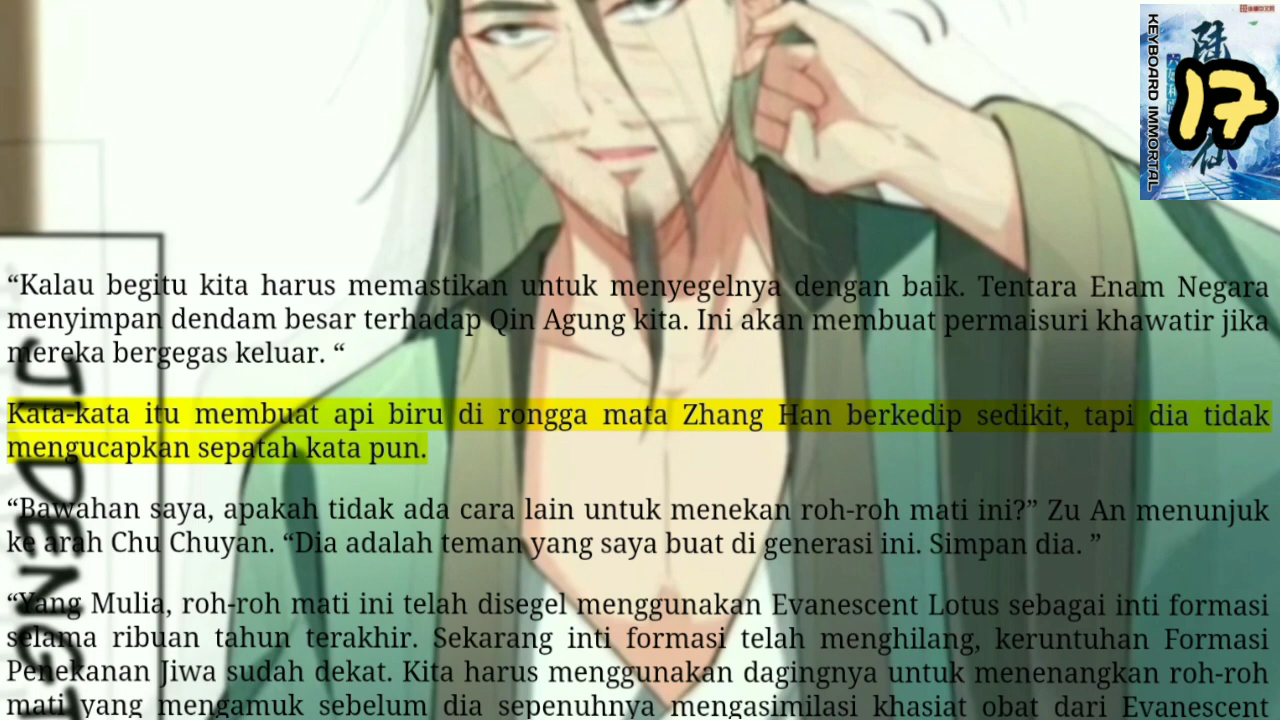 KEYBOARD IMMORTAL
17
“Kalau begitu kita harus memastikan untuk menyegelnya dengan baik. Tentara Enam Negara
menyimpan dendam besar terhadap Qin Agung kita. Ini akan membuat permaisuri khawatir jika
mereka bergegas keluar. “
Kata-kata itu membuat api biru di rongga mata Zhang Han berkedip sedikit, tapi dia tidak
mengucapkan sepatah kata pun.
“Bawahan saya, apakah tidak ada cara lain untuk menekan roh-roh mati ini?” Zu An menunjuk
ke arah Chu Chuyan. “Dia adalah teman yang saya buat di generasi ini. Simpan dia. ”
“Yang Mulia, roh-roh mati ini telah disegel menggunakan Evanescent Lotus sebagai inti formasi
selama ribuan tahun terakhir. Sekarang inti formasi telah menghilang, keruntuhan Formasi
Penekanan Jiwa sudah dekat. Kita harus menggunakan dagingnya untuk menenangkan roh-roh
mati yang mengamuk sebelum dia sepenuhnya mengasimilasi khasiat obat dari Evanescent